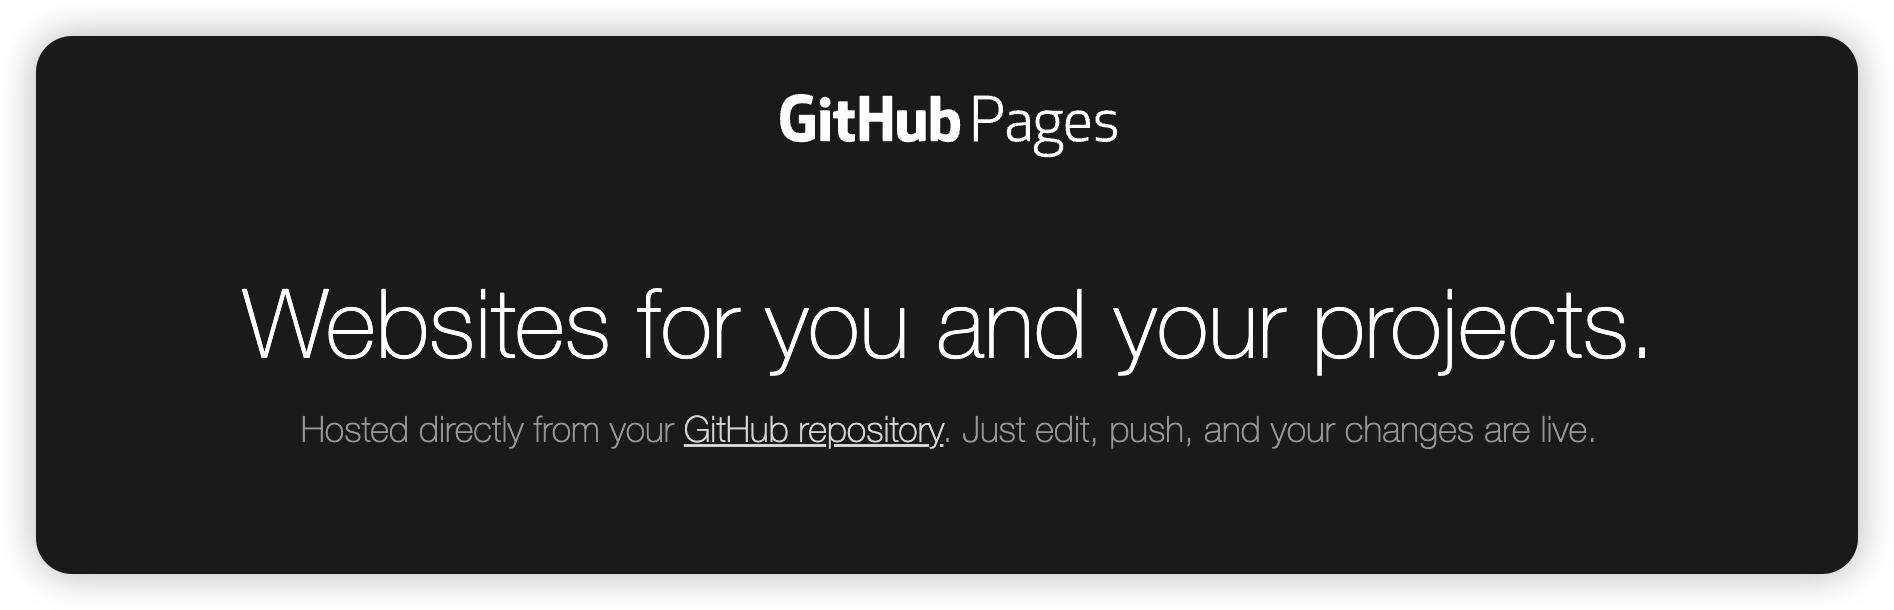 GitHub Pages
Websites for you and your projects.
Hosted directly from your GitHub repository. Just edit, push, and your changes are live.